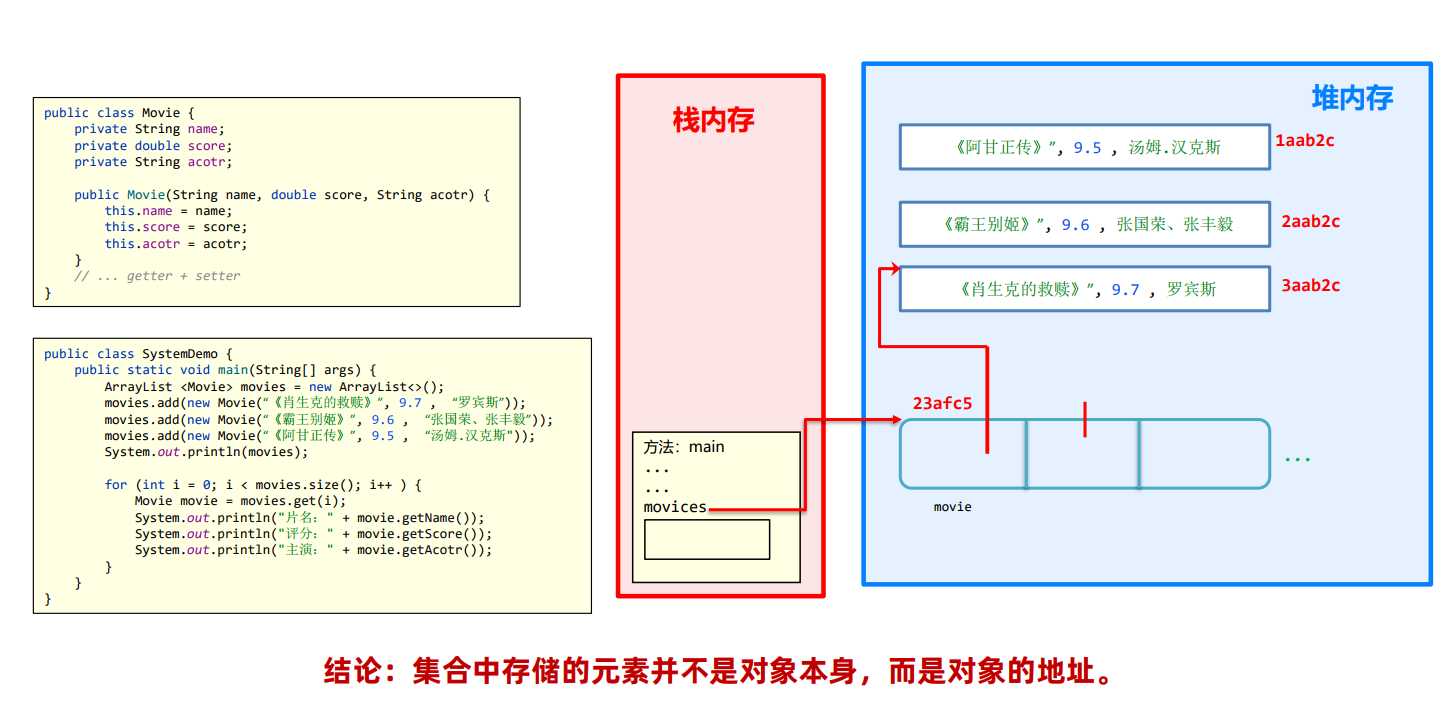 public class Movie {
    private String name;
    private double score;
    private String acotr;
    public Movie(String name, double score, String acotr) {
        this.name = name;
        this.score = score;
        this.acotr = acotr;
    }
    // ... getter + setter
}
public class SystemDemo {
    public static void main(String[] args) {
        ArrayList <Movie> movies = new ArrayList<>();
        movies.add(new Movie(“《肖生克的救赎》”, 9.7 ,  “罗宾斯”));
        movies.add(new Movie(“《霸王别姬》”, 9.6 ,  “张国荣、张丰毅”));
        movies.add(new Movie(“《阿甘正传》”, 9.5 ,  “汤姆.汉克斯"));
        System.out.println(movies);
        for (int i = 0; i < movies.size(); i++ ) {
            Movie movie = movies.get(i);
            System.out.println("片名：" + movie.getName());
            System.out.println("评分：" + movie.getScore());
            System.out.println("主演：" + movie.getAcotr());
        }
    }
}
栈内存
方法：main
...
...
movices
堆内存
《阿甘正传》”, 9.5 , 汤姆.汉克斯
1aab2c
《霸王别姬》”, 9.6 , 张国荣、张丰毅
2aab2c
《肖生克的救赎》”, 9.7 , 罗宾斯
3aab2c
23afc5
...
movie
结论：集合中存储的元素并不是对象本身，而是对象的地址。